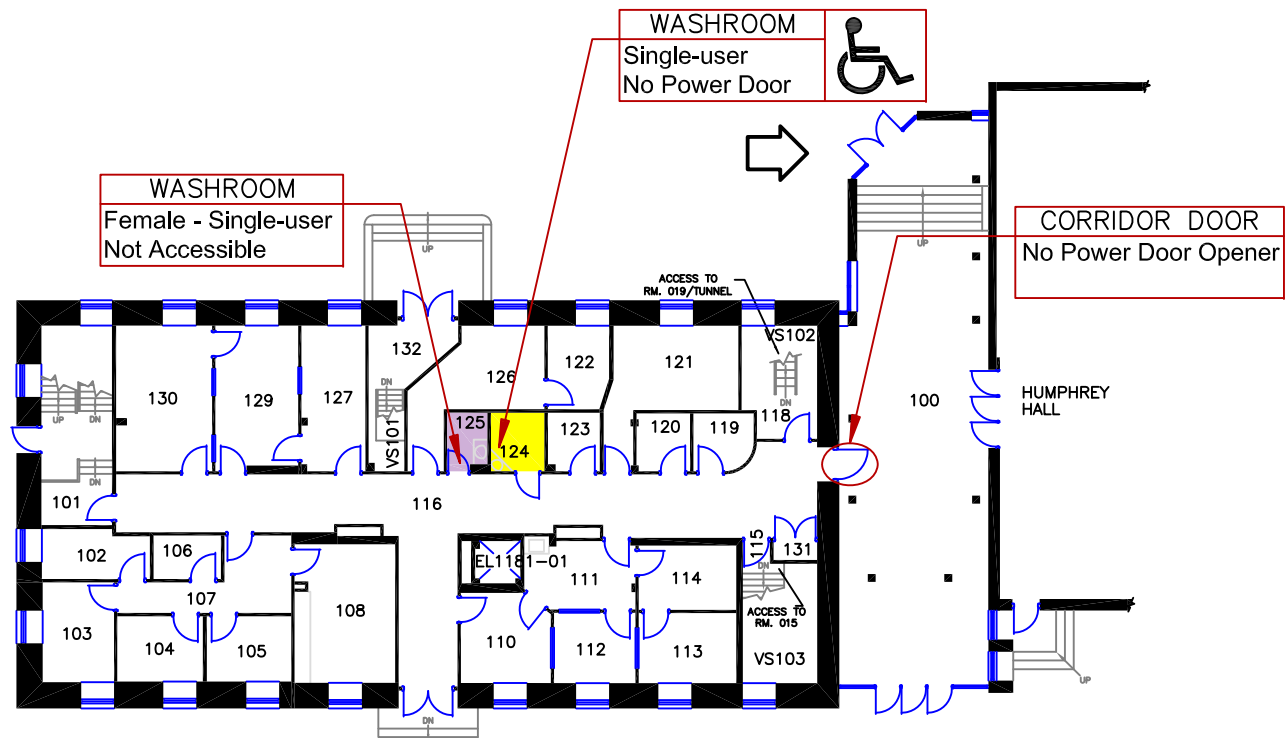 WASHROOM
Single-user
No Power Door
WASHROOM
Female - Single-user
Not Accessible
CORRIDOR DOOR
No Power Door Opener
UP
UP
ACCESS TO
RM. 019/TUNNEL
VS102
132
122
121
126
130
129
127
DN
VS101
125
124
123
120
119
118
DN
100
HUMPHREY
HALL
UP
DN
101
116
102
106
107
103
104
105
108
EL1181-01
111
114
110
112
113
115
131
ACCESS TO
RM. 015
VS103
DN
UP